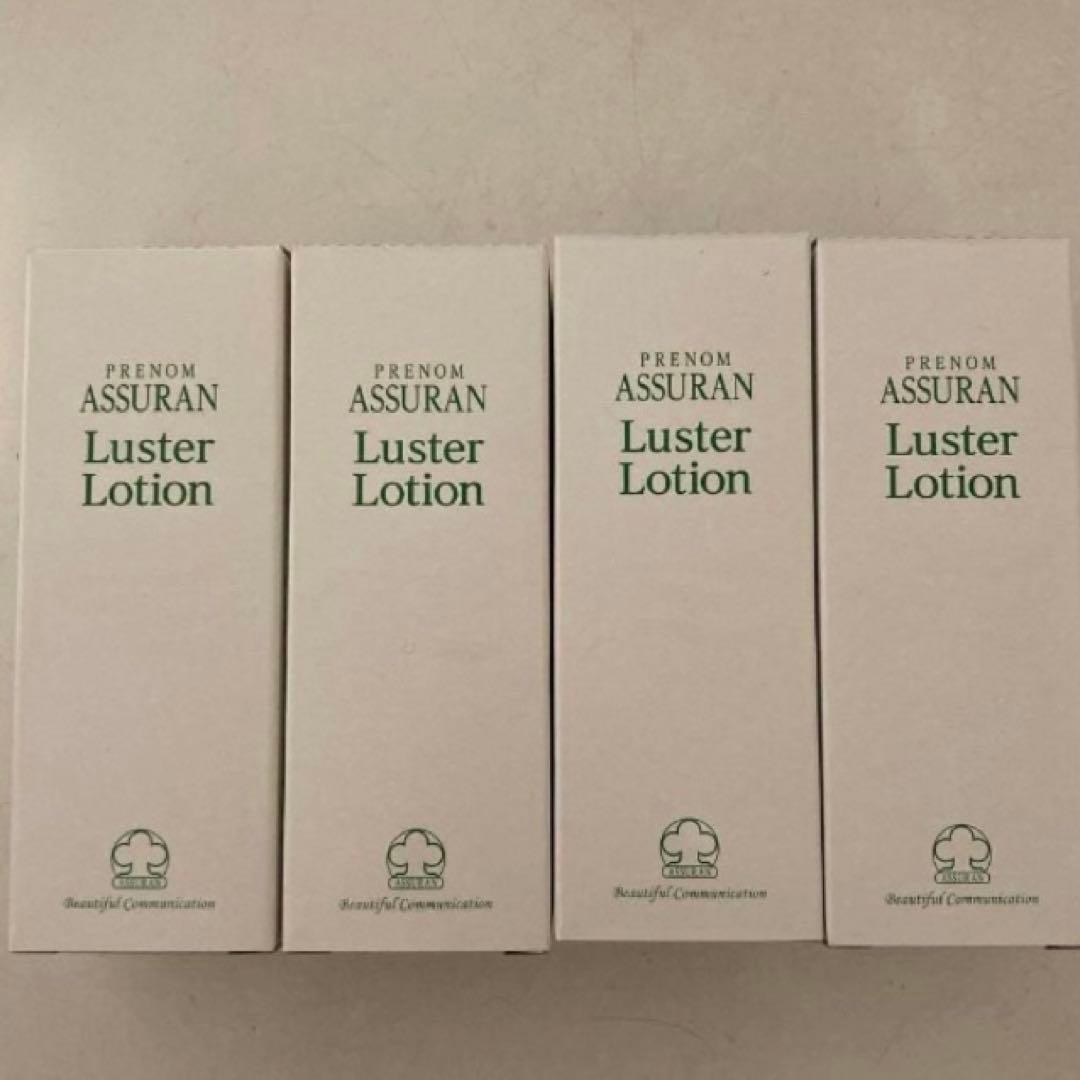 PRENOM
ASSURAN
Luster
Lotion
ASSURAN
Beautiful Communication
PRENOM
ASSURAN
Luster
Lotion
ASSURAN
Beautiful Communication
PRENOM
ASSURAN
Luster
Lotion
ASSURAN
Beautiful Communication
PRENOM
ASSURAN
Luster
Lotion
ASSURAN
Beautiful Communication